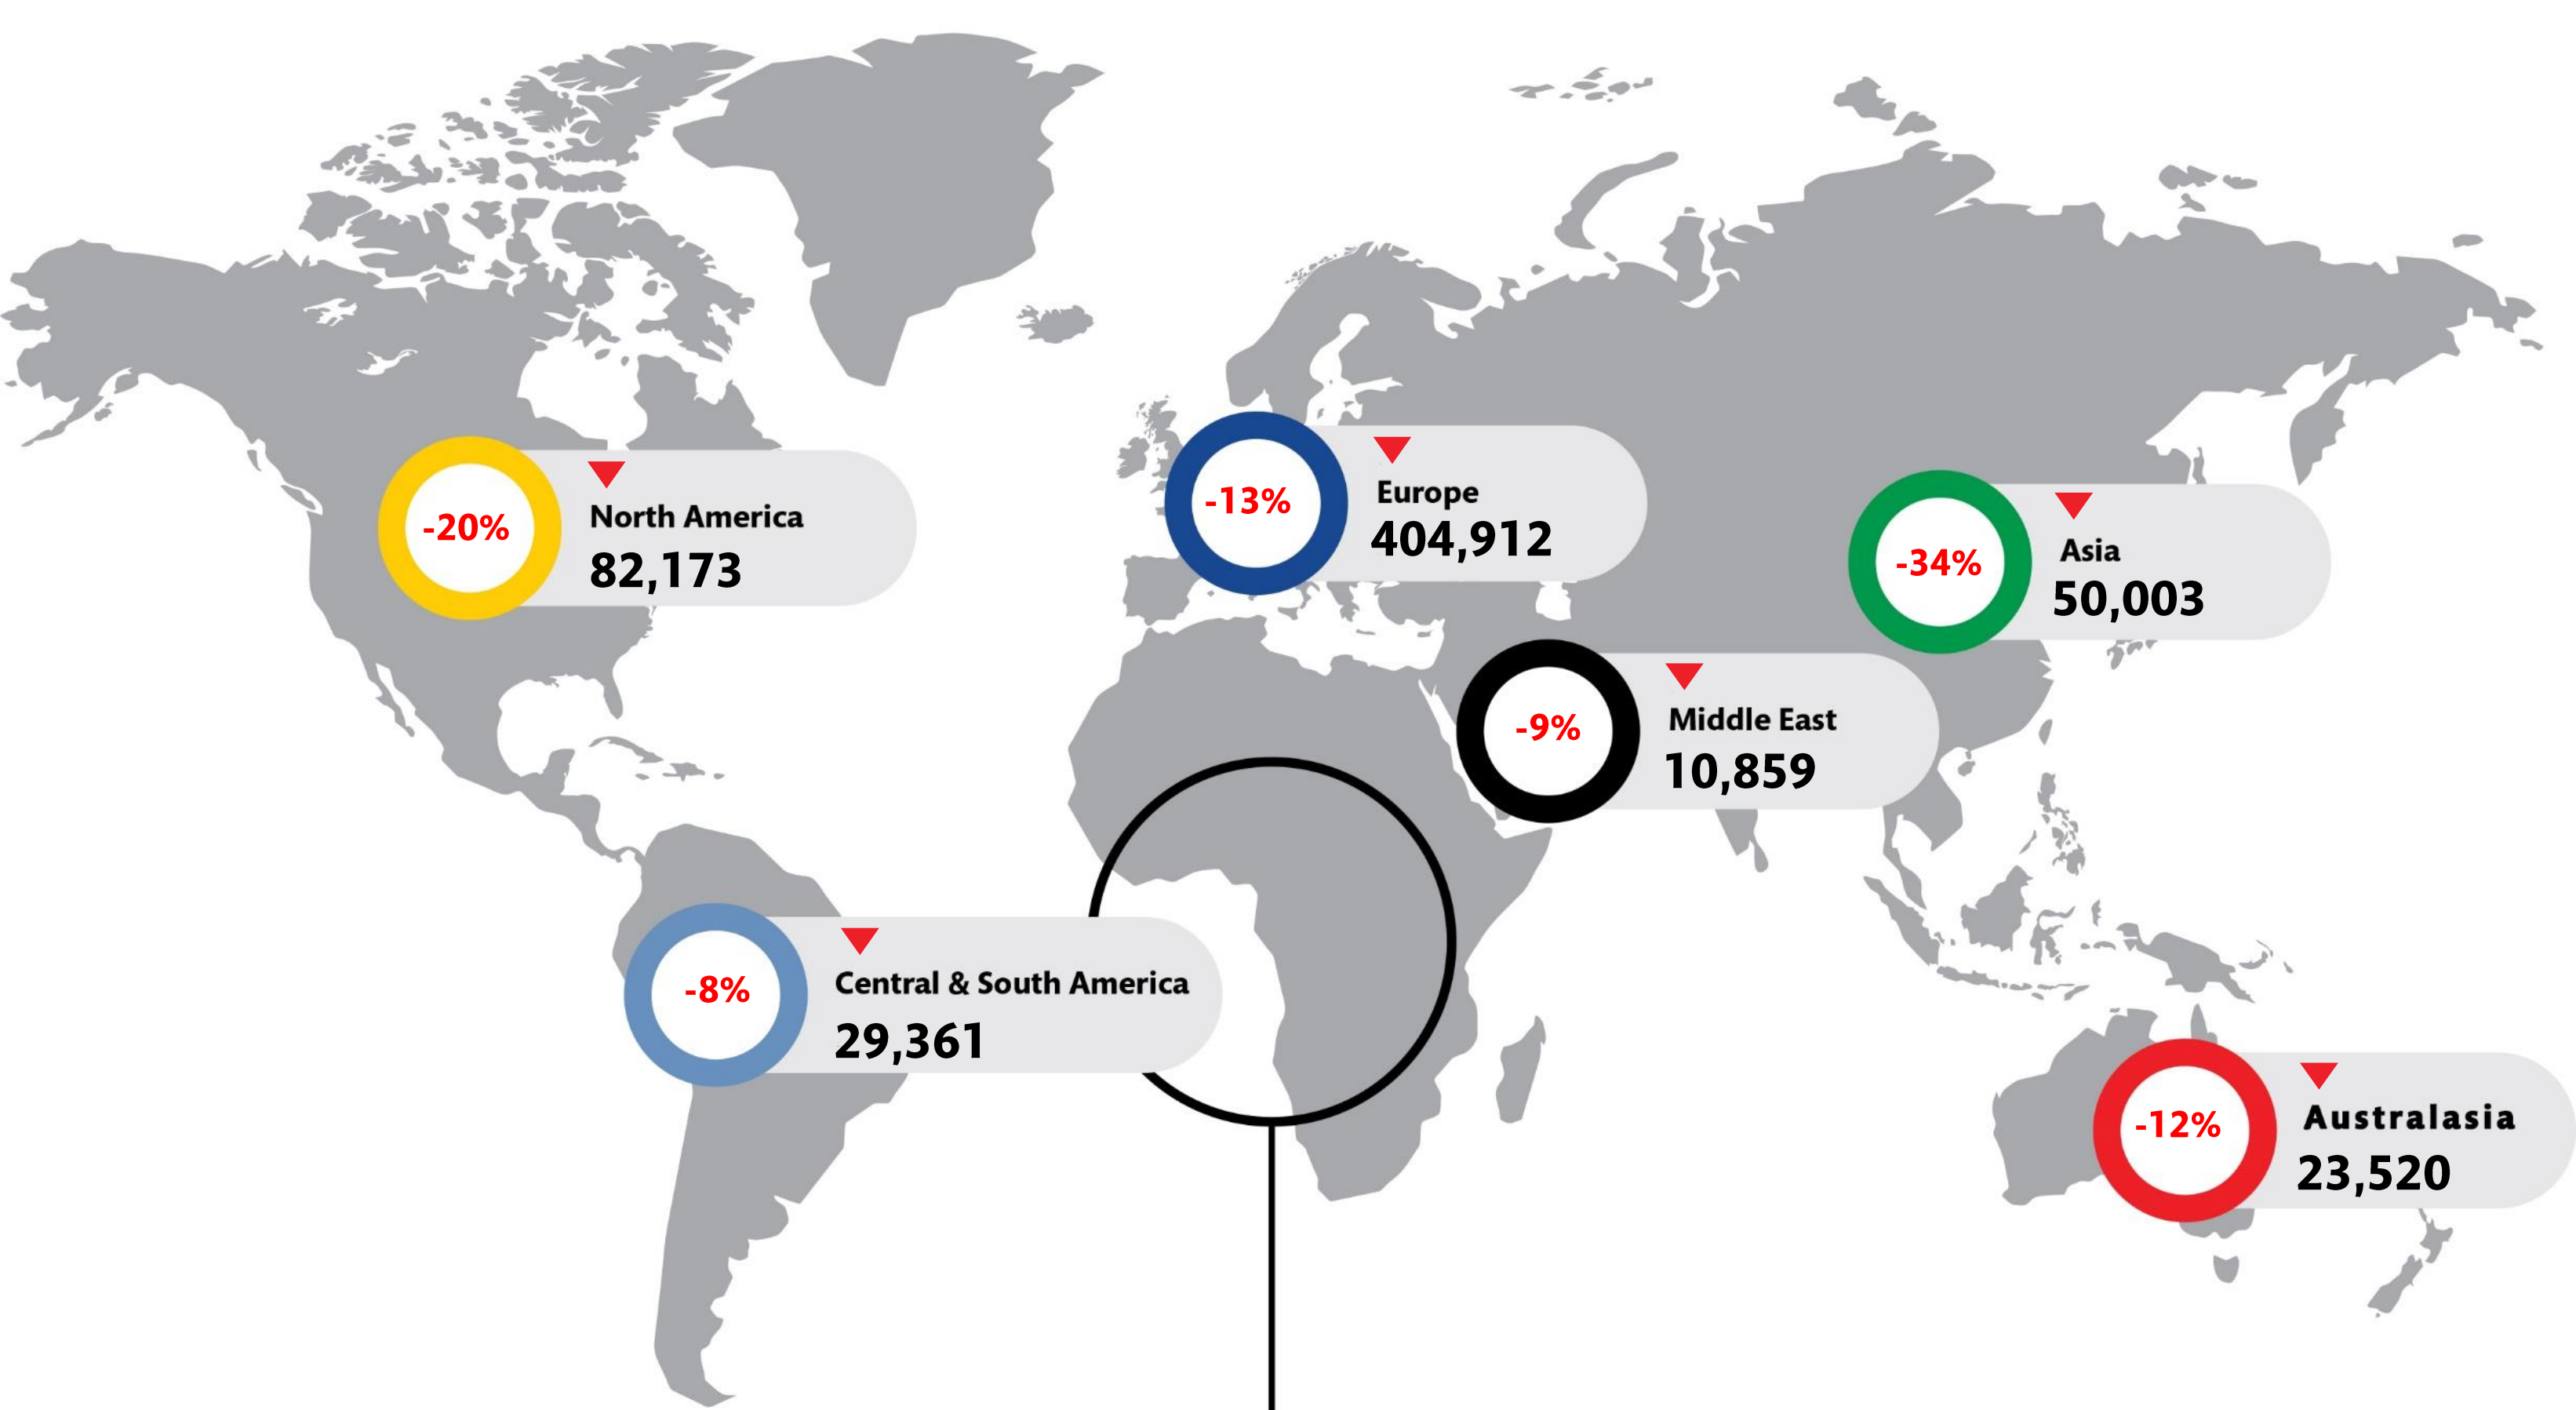 -20%
North America
82,173
-13%
Europe
404,912
-34%
Asia
50,003
-9%
Middle East
10,859
-8%
Central & South America
29,361
-12%
Australasia
23,520